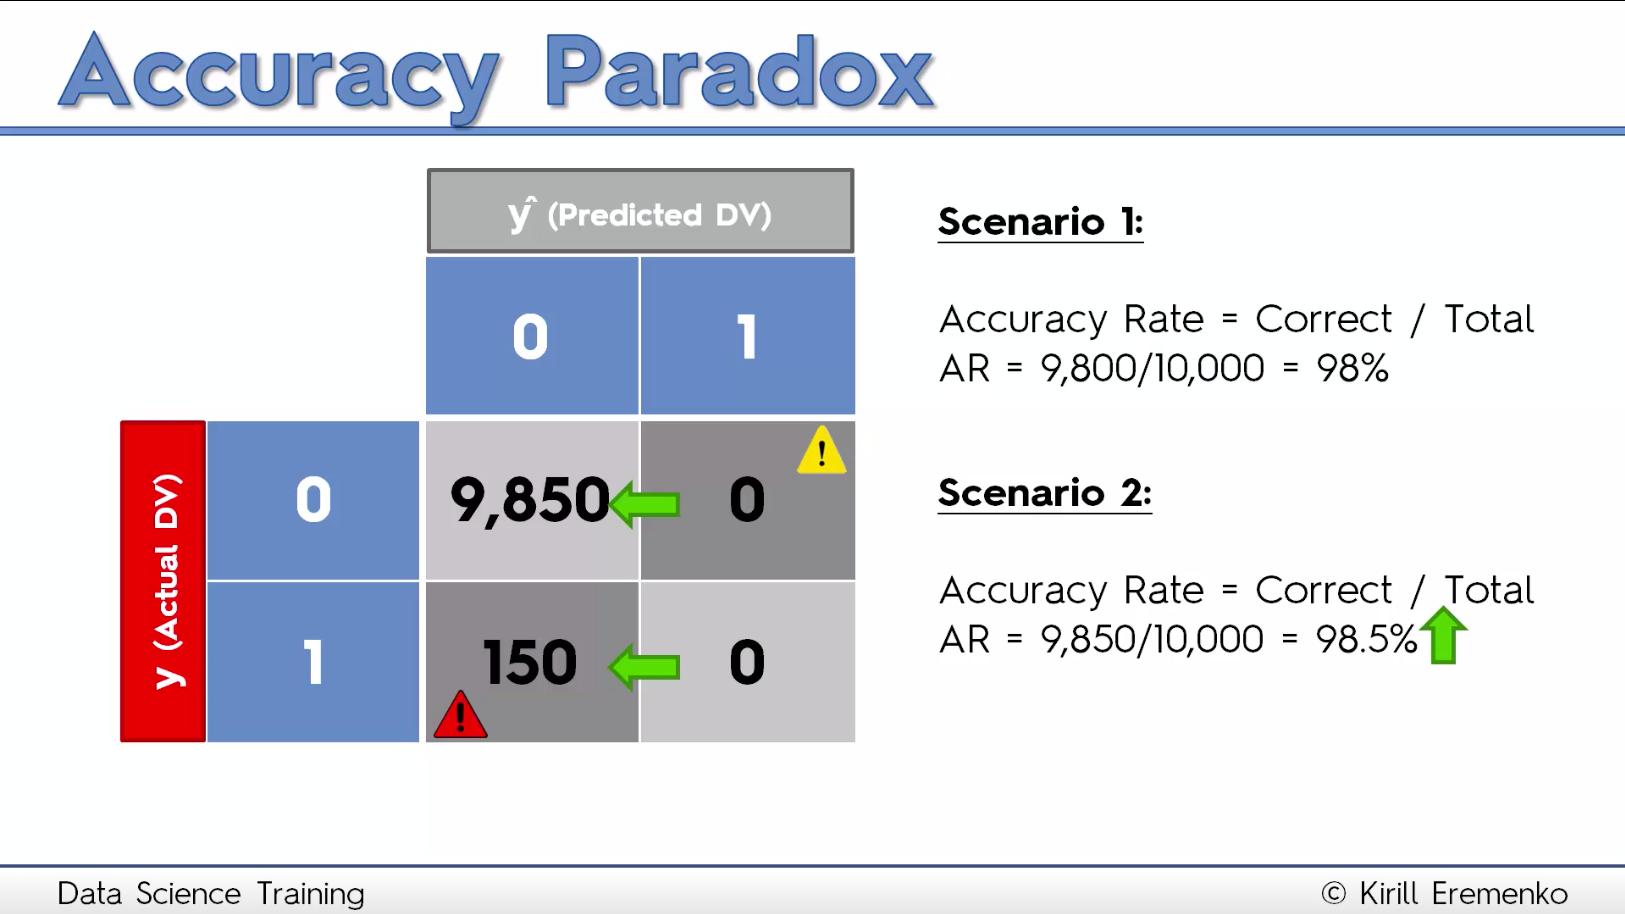 Accuracy Paradox
y^ (Predicted DV)
0 1
y (Actual DV)
0 9,850 0
!
1 150 0
!
Scenario 1:
Accuracy Rate = Correct / Total
AR = 9,800/10,000 = 98%
Scenario 2:
Accuracy Rate = Correct / Total
AR = 9,850/10,000 = 98.5%
Data Science Training
© Kirill Eremenko